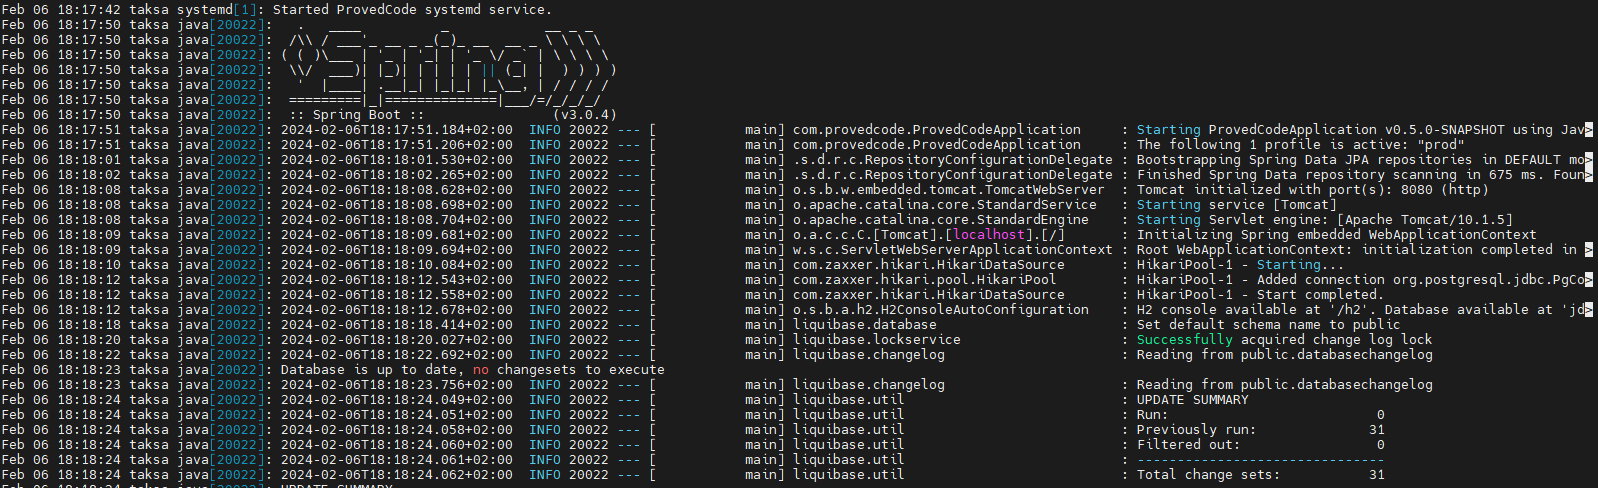 Feb 06 18:17:42 taksa systemd[1]: Started ProvedCode systemd service.
Feb 06 18:17:50 taksa java[20022]:   .   ____          _            __ _ _
Feb 06 18:17:50 taksa java[20022]:  /\\ / ___'_ __ _ _(_)_ __  __ _ \ \ \ \
Feb 06 18:17:50 taksa java[20022]: ( ( )\___ | '_ | '_| | '_ \/ _` | \ \ \ \
Feb 06 18:17:50 taksa java[20022]:  \\/  ___)| |_)| | | | | || (_| |  ) ) ) )
Feb 06 18:17:50 taksa java[20022]:   '  |____| .__|_| |_|_| |_\__, | / / / /
Feb 06 18:17:50 taksa java[20022]:  =========|_|==============|___/=/_/_/_/
Feb 06 18:17:50 taksa java[20022]:  :: Spring Boot ::                (v3.0.4)
Feb 06 18:17:51 taksa java[20022]: 2024-02-06T18:17:51.184+02:00  INFO 20022 --- [           main] com.provedcode.ProvedCodeApplication     : Starting ProvedCodeApplication v0.5.0-SNAPSHOT using Jav>
Feb 06 18:17:51 taksa java[20022]: 2024-02-06T18:17:51.206+02:00  INFO 20022 --- [           main] com.provedcode.ProvedCodeApplication     : The following 1 profile is active: "prod"
Feb 06 18:18:01 taksa java[20022]: 2024-02-06T18:18:01.530+02:00  INFO 20022 --- [           main] .s.d.r.c.RepositoryConfigurationDelegate : Bootstrapping Spring Data JPA repositories in DEFAULT mo>
Feb 06 18:18:02 taksa java[20022]: 2024-02-06T18:18:02.265+02:00  INFO 20022 --- [           main] .s.d.r.c.RepositoryConfigurationDelegate : Finished Spring Data repository scanning in 675 ms. Foun>
Feb 06 18:18:08 taksa java[20022]: 2024-02-06T18:18:08.628+02:00  INFO 20022 --- [           main] o.s.b.w.embedded.tomcat.TomcatWebServer  : Tomcat initialized with port(s): 8080 (http)
Feb 06 18:18:08 taksa java[20022]: 2024-02-06T18:18:08.698+02:00  INFO 20022 --- [           main] o.apache.catalina.core.StandardService   : Starting service [Tomcat]
Feb 06 18:18:08 taksa java[20022]: 2024-02-06T18:18:08.704+02:00  INFO 20022 --- [           main] o.apache.catalina.core.StandardEngine    : Starting Servlet engine: [Apache Tomcat/10.1.5]
Feb 06 18:18:09 taksa java[20022]: 2024-02-06T18:18:09.681+02:00  INFO 20022 --- [           main] o.a.c.c.C.[Tomcat].[localhost].[/]       : Initializing Spring embedded WebApplicationContext
Feb 06 18:18:09 taksa java[20022]: 2024-02-06T18:18:09.694+02:00  INFO 20022 --- [           main] w.s.c.ServletWebServerApplicationContext : Root WebApplicationContext: initialization completed in >
Feb 06 18:18:10 taksa java[20022]: 2024-02-06T18:18:10.084+02:00  INFO 20022 --- [           main] com.zaxxer.hikari.HikariDataSource       : HikariPool-1 - Starting...
Feb 06 18:18:12 taksa java[20022]: 2024-02-06T18:18:12.543+02:00  INFO 20022 --- [           main] com.zaxxer.hikari.pool.HikariPool        : HikariPool-1 - Added connection org.postgresql.jdbc.PgCo>
Feb 06 18:18:12 taksa java[20022]: 2024-02-06T18:18:12.558+02:00  INFO 20022 --- [           main] com.zaxxer.hikari.HikariDataSource       : HikariPool-1 - Start completed.
Feb 06 18:18:12 taksa java[20022]: 2024-02-06T18:18:12.678+02:00  INFO 20022 --- [           main] o.s.b.a.h2.H2ConsoleAutoConfiguration    : H2 console available at '/h2'. Database available at 'jd>
Feb 06 18:18:18 taksa java[20022]: 2024-02-06T18:18:18.414+02:00  INFO 20022 --- [           main] liquibase.database                       : Set default schema name to public
Feb 06 18:18:20 taksa java[20022]: 2024-02-06T18:18:20.027+02:00  INFO 20022 --- [           main] liquibase.lockservice                    : Successfully acquired change log lock
Feb 06 18:18:22 taksa java[20022]: 2024-02-06T18:18:22.692+02:00  INFO 20022 --- [           main] liquibase.changelog                      : Reading from public.databasechangelog
Feb 06 18:18:23 taksa java[20022]: Database is up to date, no changesets to execute
Feb 06 18:18:23 taksa java[20022]: 2024-02-06T18:18:23.756+02:00  INFO 20022 --- [           main] liquibase.changelog                      : Reading from public.databasechangelog
Feb 06 18:18:24 taksa java[20022]: 2024-02-06T18:18:24.049+02:00  INFO 20022 --- [           main] liquibase.util                           : UPDATE SUMMARY
Feb 06 18:18:24 taksa java[20022]: 2024-02-06T18:18:24.051+02:00  INFO 20022 --- [           main] liquibase.util                           : Run:                          0
Feb 06 18:18:24 taksa java[20022]: 2024-02-06T18:18:24.058+02:00  INFO 20022 --- [           main] liquibase.util                           : Previously run:              31
Feb 06 18:18:24 taksa java[20022]: 2024-02-06T18:18:24.060+02:00  INFO 20022 --- [           main] liquibase.util                           : Filtered out:                 0
Feb 06 18:18:24 taksa java[20022]: 2024-02-06T18:18:24.061+02:00  INFO 20022 --- [           main] liquibase.util                           : -------------------------------
Feb 06 18:18:24 taksa java[20022]: 2024-02-06T18:18:24.062+02:00  INFO 20022 --- [           main] liquibase.util                           : Total change sets:           31
Feb 06 18:18:24 taksa java[20022]: UPDATE SUMMARY